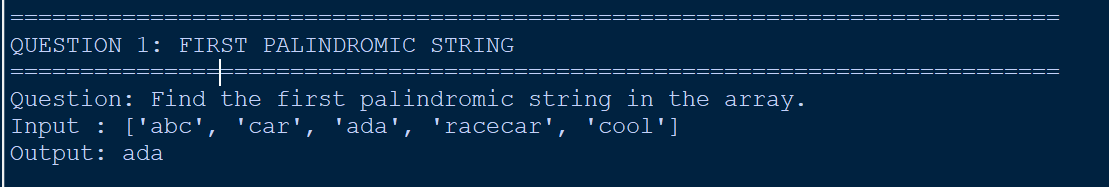 ===========================================================================
QUESTION 1: FIRST PALINDROMIC STRING
===========================================================================
Question: Find the first palindromic string in the array.
Input : ['abc', 'car', 'ada', 'racecar', 'cool']
Output: ada